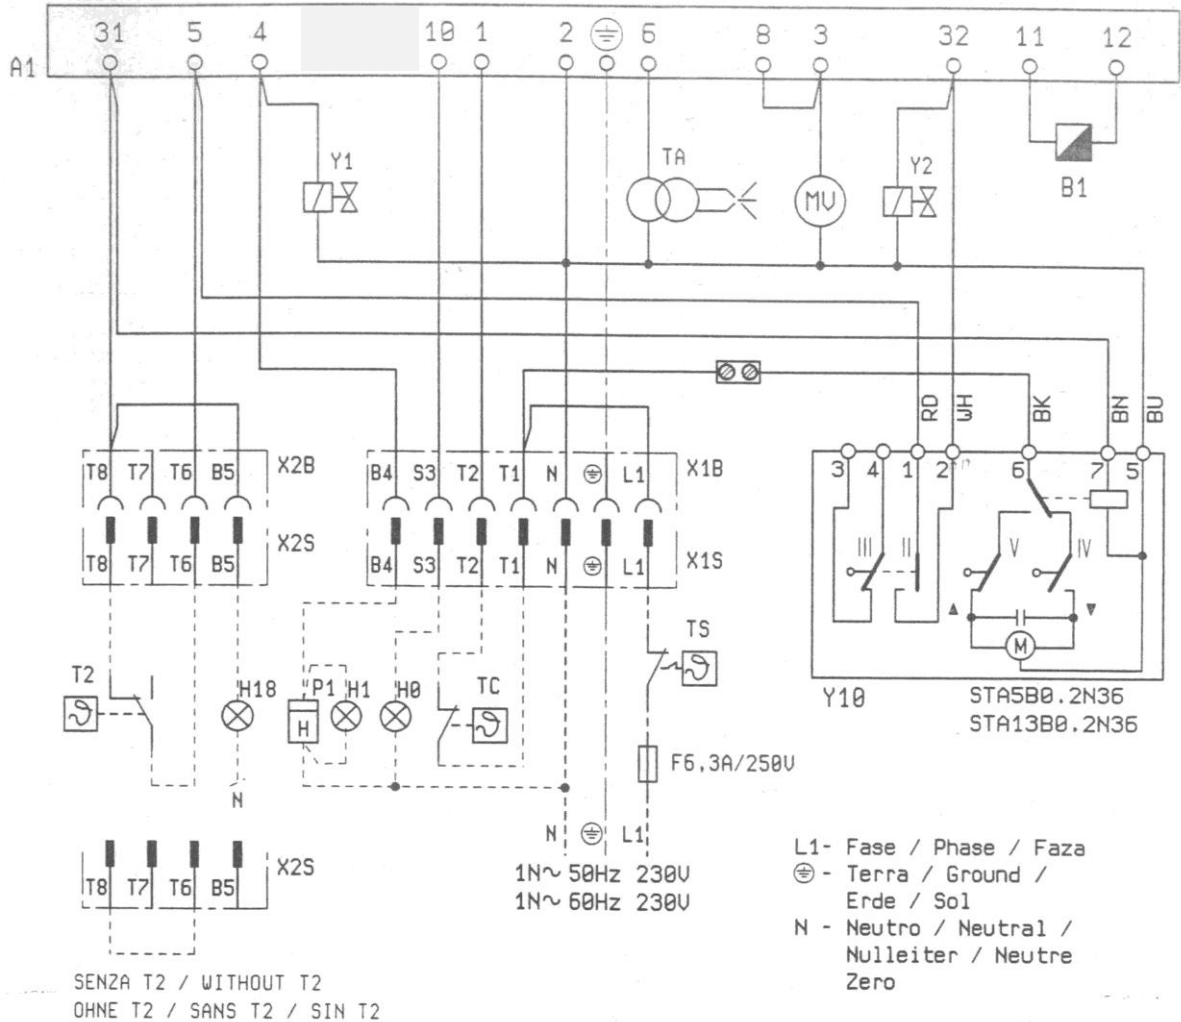 31 5 4 10 1 2 6 8 3 32 11 12
A1
Y1 TA Y2
MV
B1
RD WH BK BN BU
T8 T7 T6 B5 X2B
B4 S3 T2 T1 N L1 X1B
3 4 1 2 6 7 5
X2S
T8 T7 T6 B5
X1S
B4 S3 T2 T1 N L1
III II V IV
M
T2
H18
P1 H1 H0 TC
H
TS
Y10
STA5B0.2N36
STA13B0.2N36
F6,3A/250V
N
N L1
1N~ 50Hz 230V
1N~ 60Hz 230V
X2S
T8 T7 T6 B5
SENZA T2 / WITHOUT T2
OHNE T2 / SANS T2 / SIN T2
L1- Fase / Phase / Faza
- Terra / Ground /
Erde / Sol
N - Neutro / Neutral /
Nulleiter / Neutre
Zero